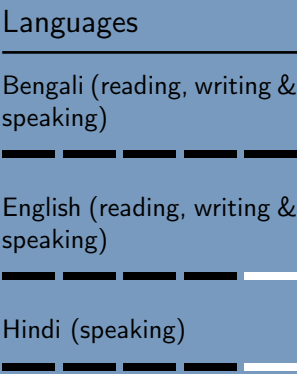 Languages
Bengali (reading, writing &
speaking)
English (reading, writing &
speaking)
Hindi (speaking)